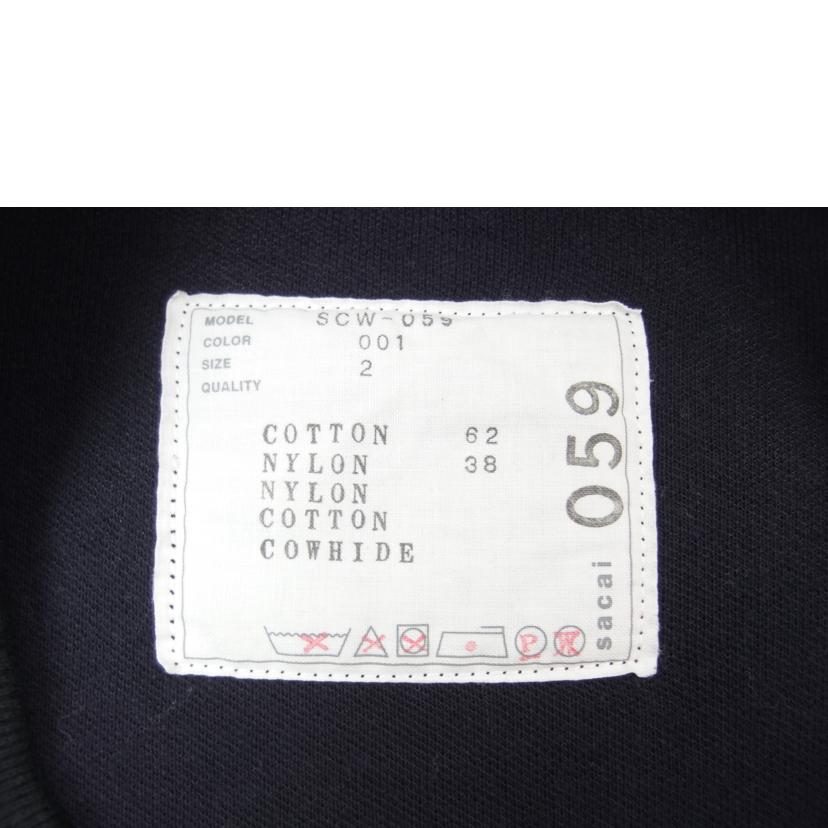 MODEL SCW-059
COLOR 001
SIZE 2
QUALITY
COTTON 62
NYLON 38
NYLON
COTTON
COWHIDE
P W
sacai 059